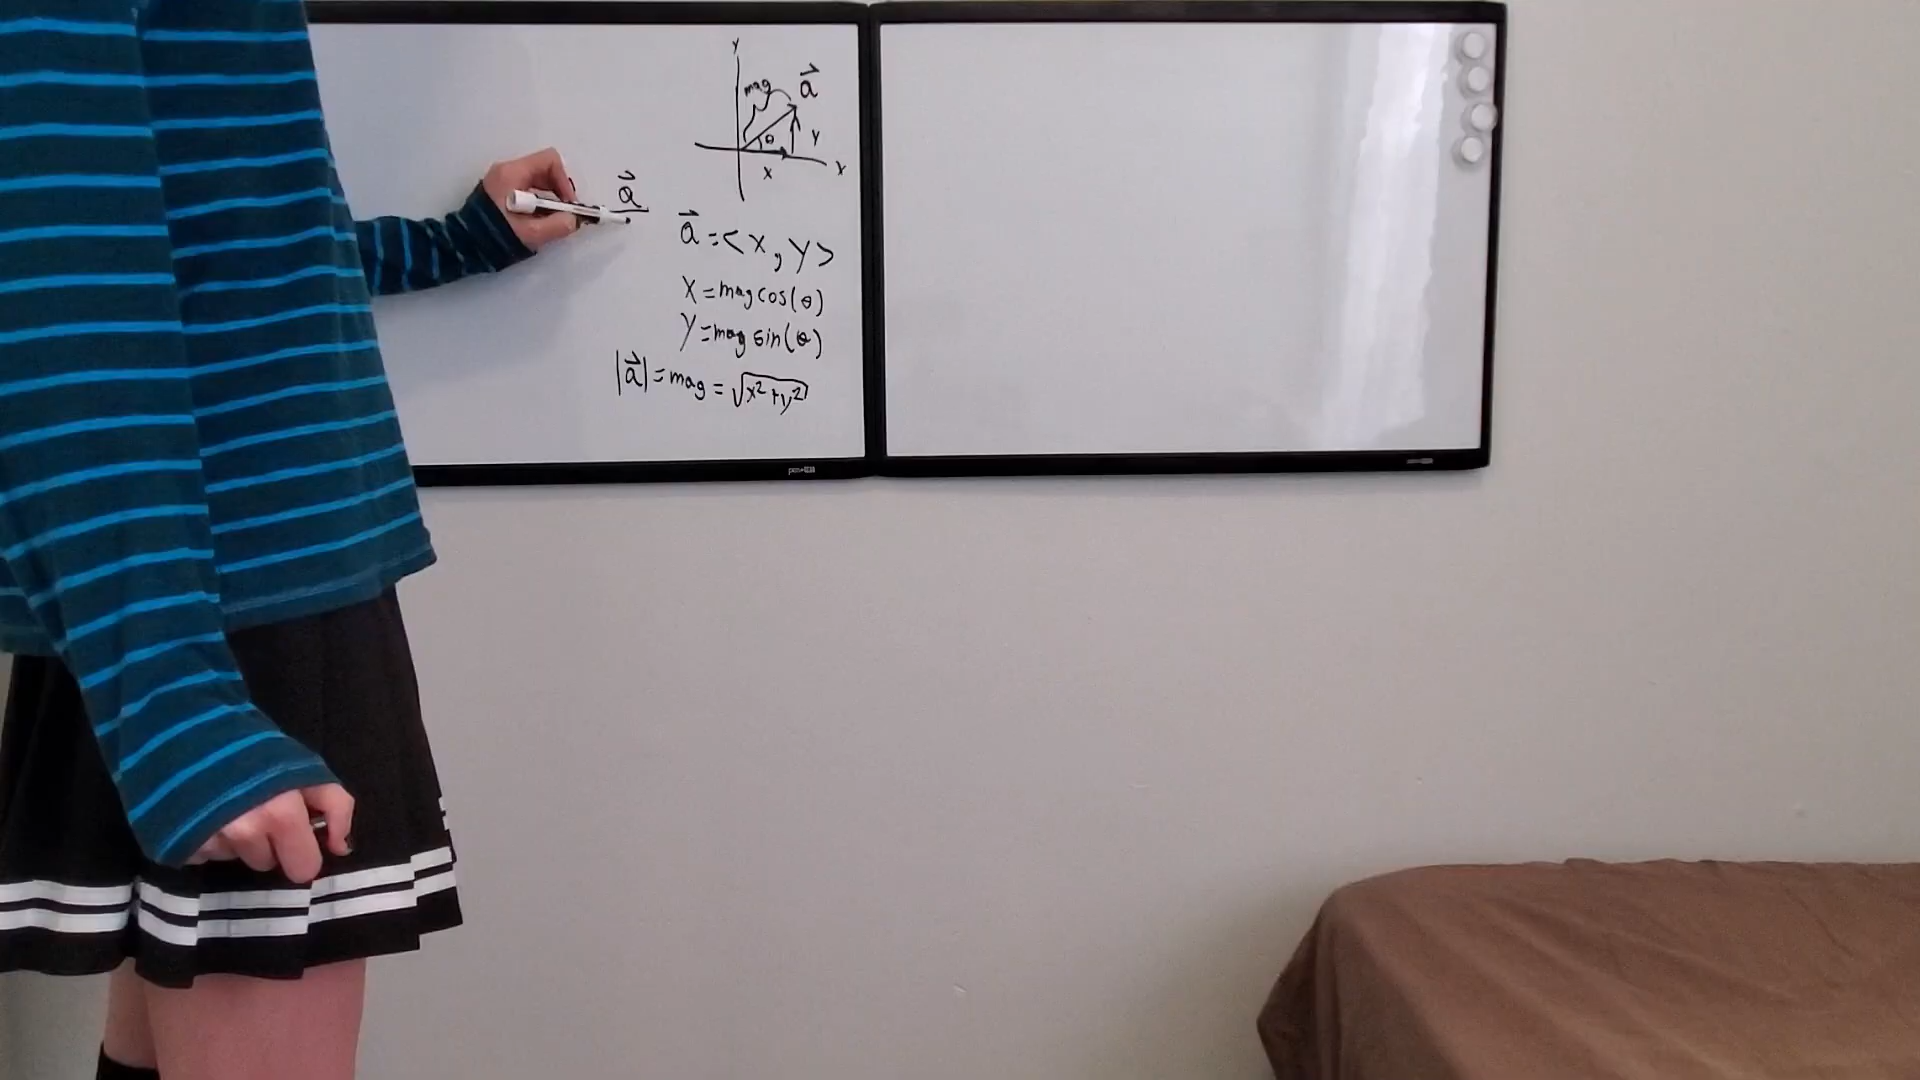 y
mag
a⃗
θ
y
x
x
a⃗
a⃗ = < x, y >
x = mag cos(θ)
y = mag sin(θ)
|a⃗| = mag = √x² + y²